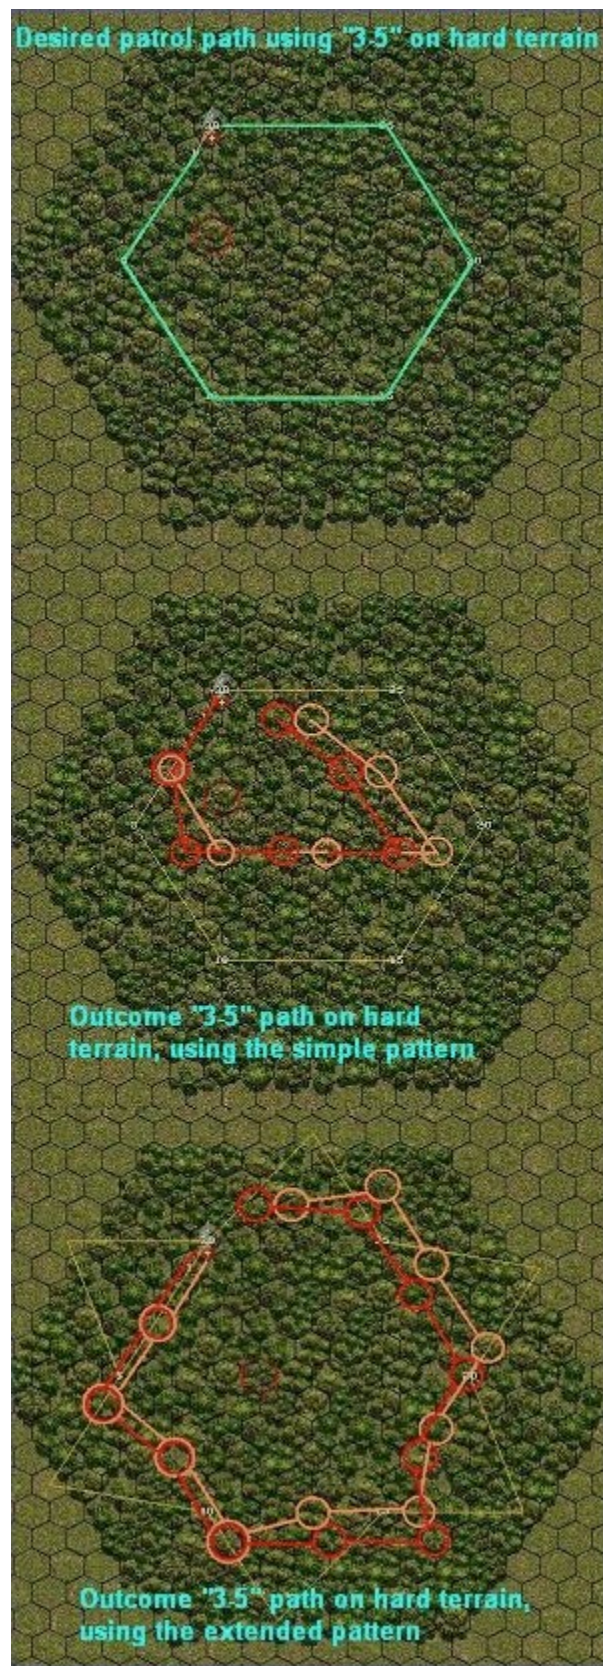 Desired patrol path using "3-5" on hard terrain
Outcome "3-5" path on hard
terrain, using the simple pattern
Outcome "3-5" path on hard terrain,
using the extended pattern